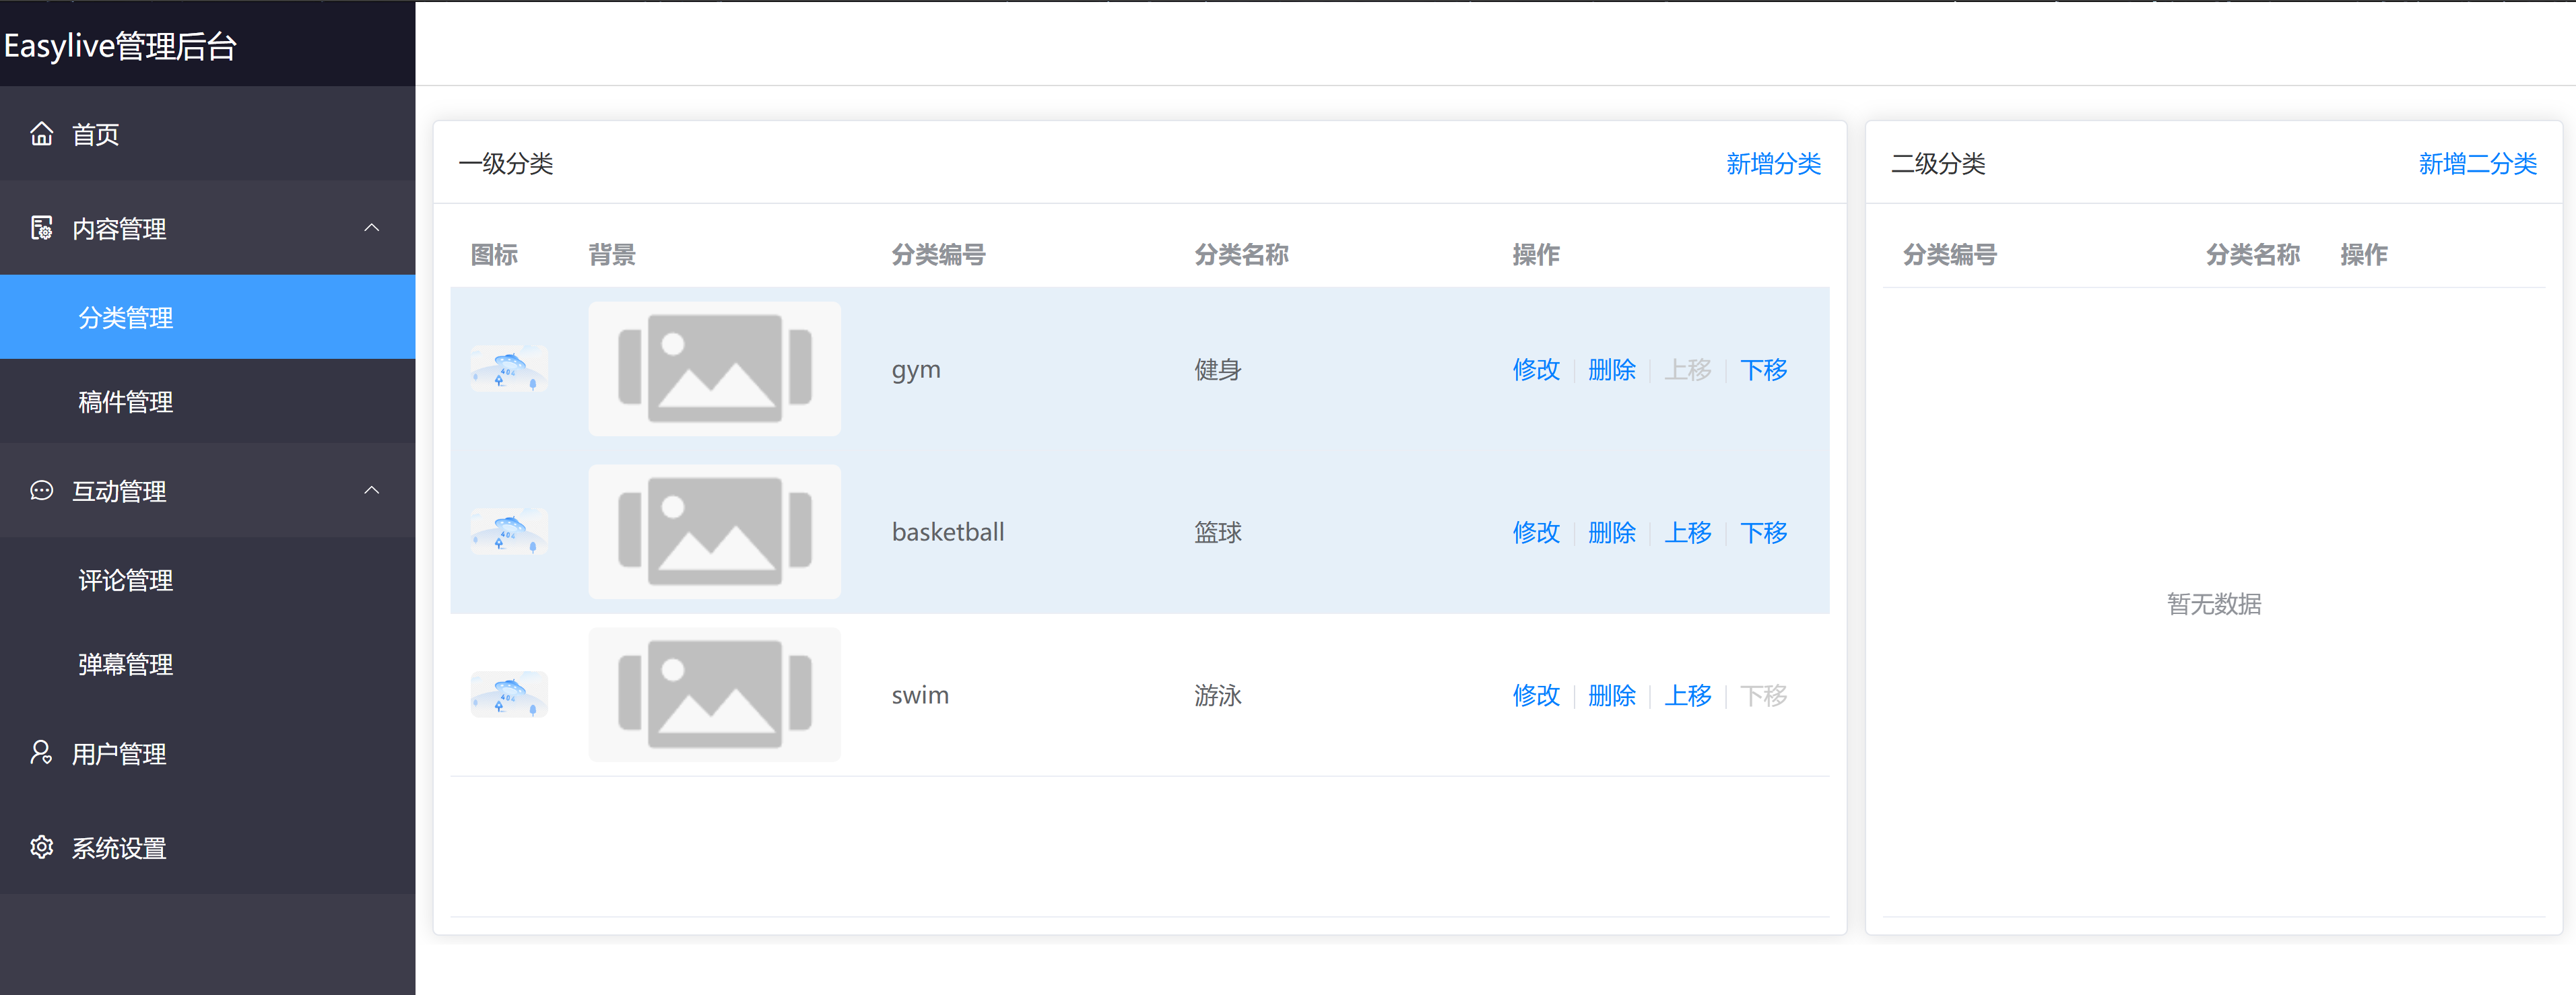 Easylive管理后台
首页
内容管理
分类管理
稿件管理
互动管理
评论管理
弹幕管理
用户管理
系统设置
一级分类 新增分类
图标 背景 分类编号 分类名称 操作
404 gym 健身 修改 删除 上移 下移
404 basketball 篮球 修改 删除 上移 下移
404 swim 游泳 修改 删除 上移 下移
二级分类 新增二分类
分类编号 分类名称 操作
暂无数据